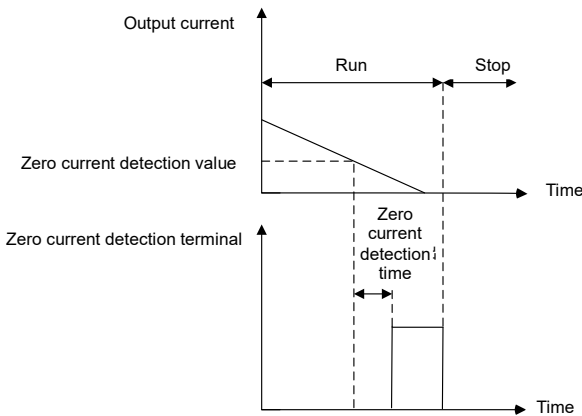 Output current
Run
Stop
Zero current detection value
Time
Zero current detection terminal
Zero
current
detection
time
Time